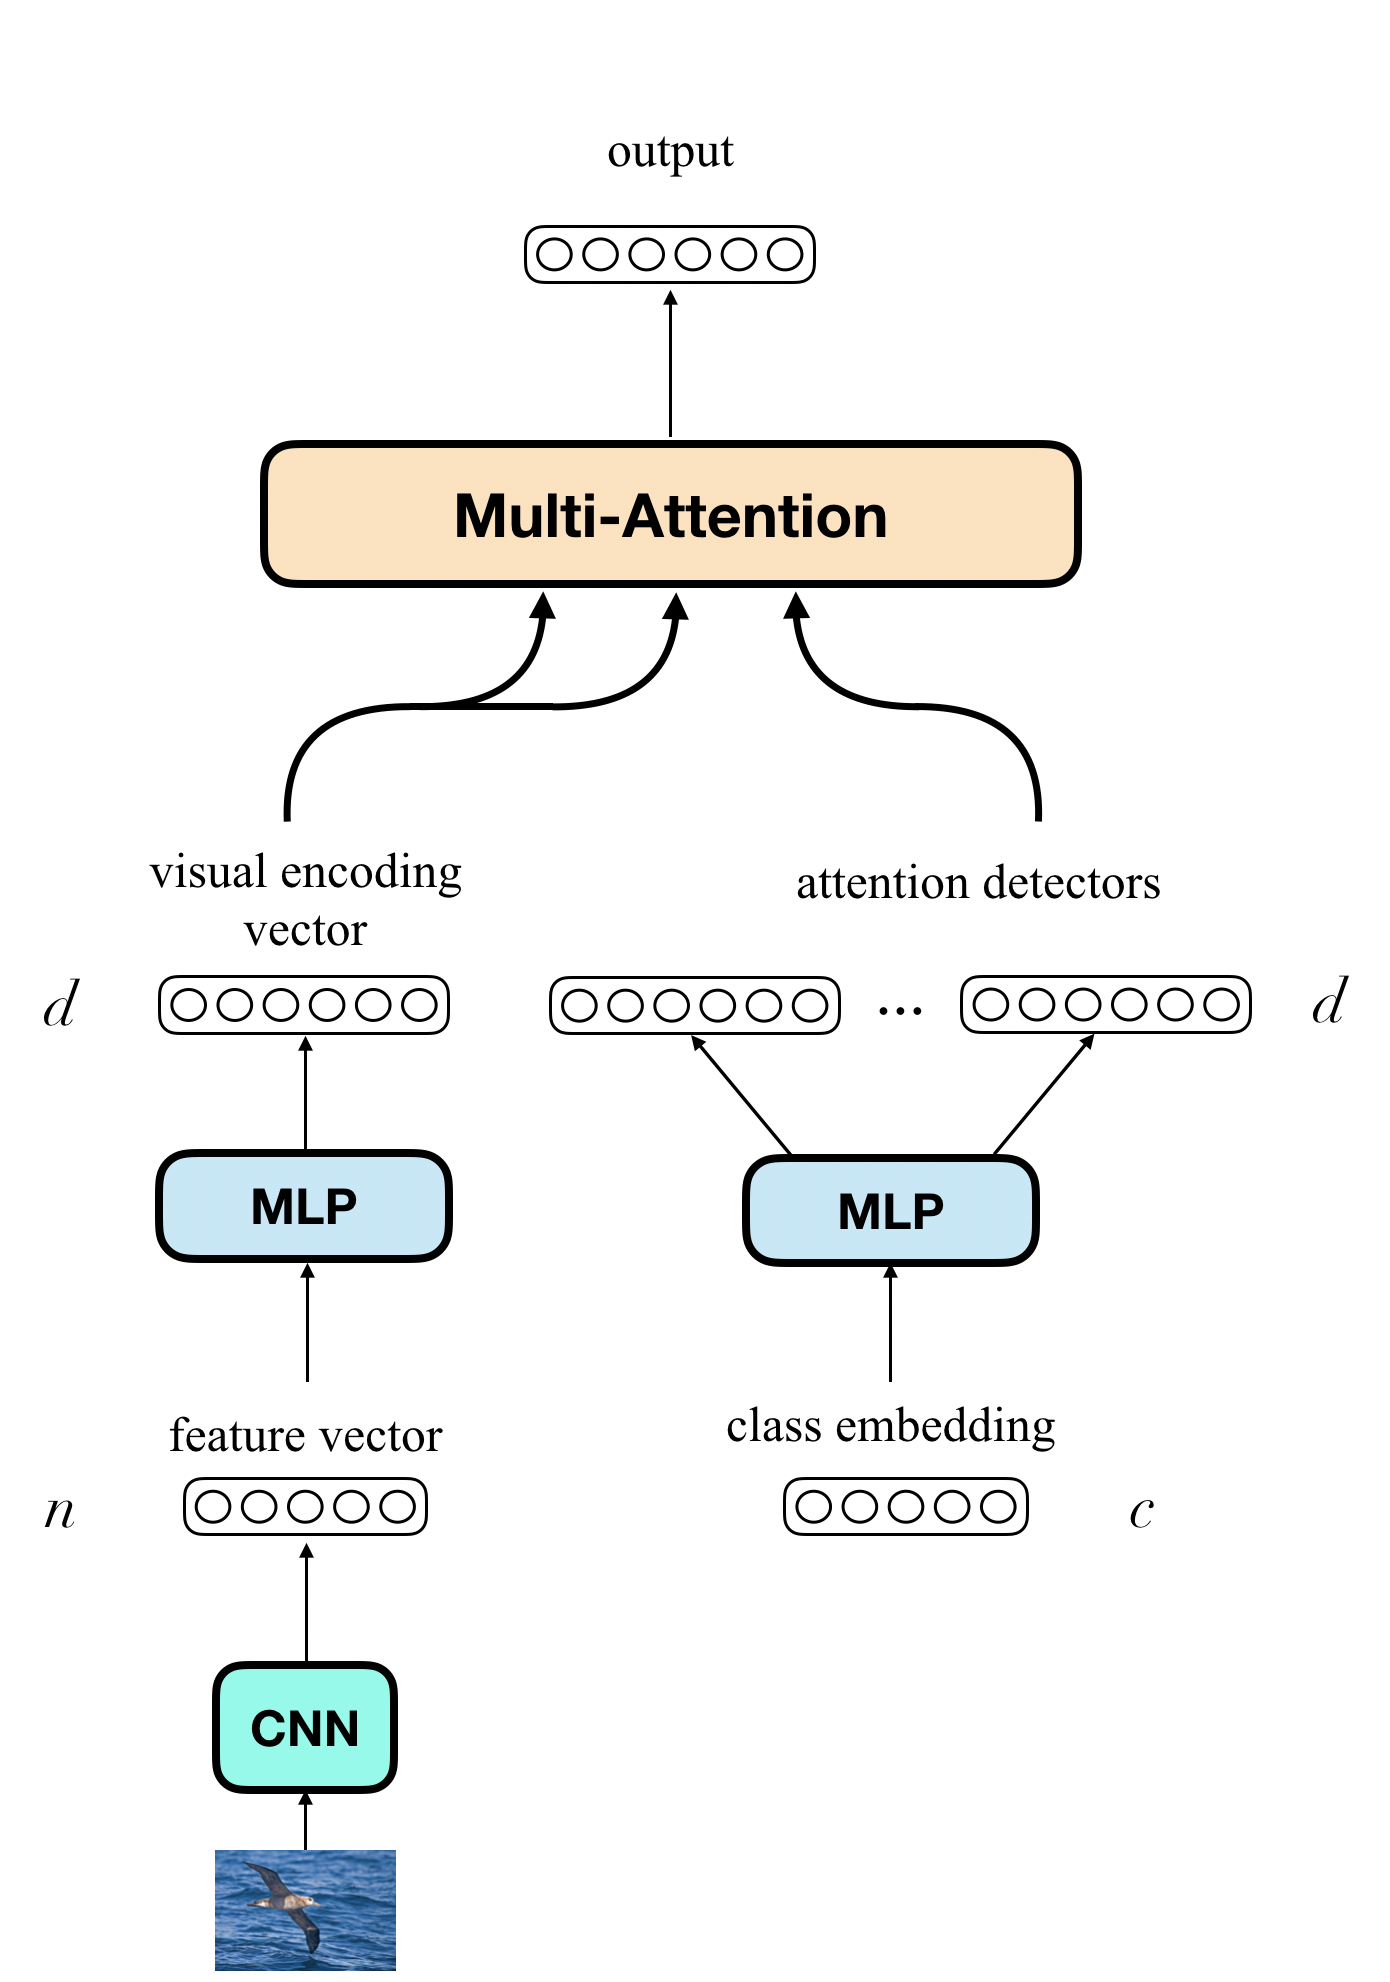 output
Multi-Attention
visual encoding
vector
attention detectors
d
...
d
MLP
MLP
feature vector
class embedding
n
c
CNN